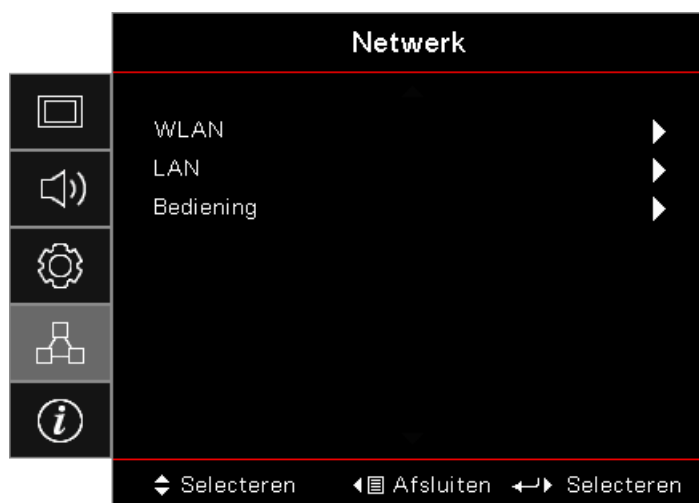 Netwerk
WLAN
LAN
Bediening
Selecteren Afsluiten Selecteren